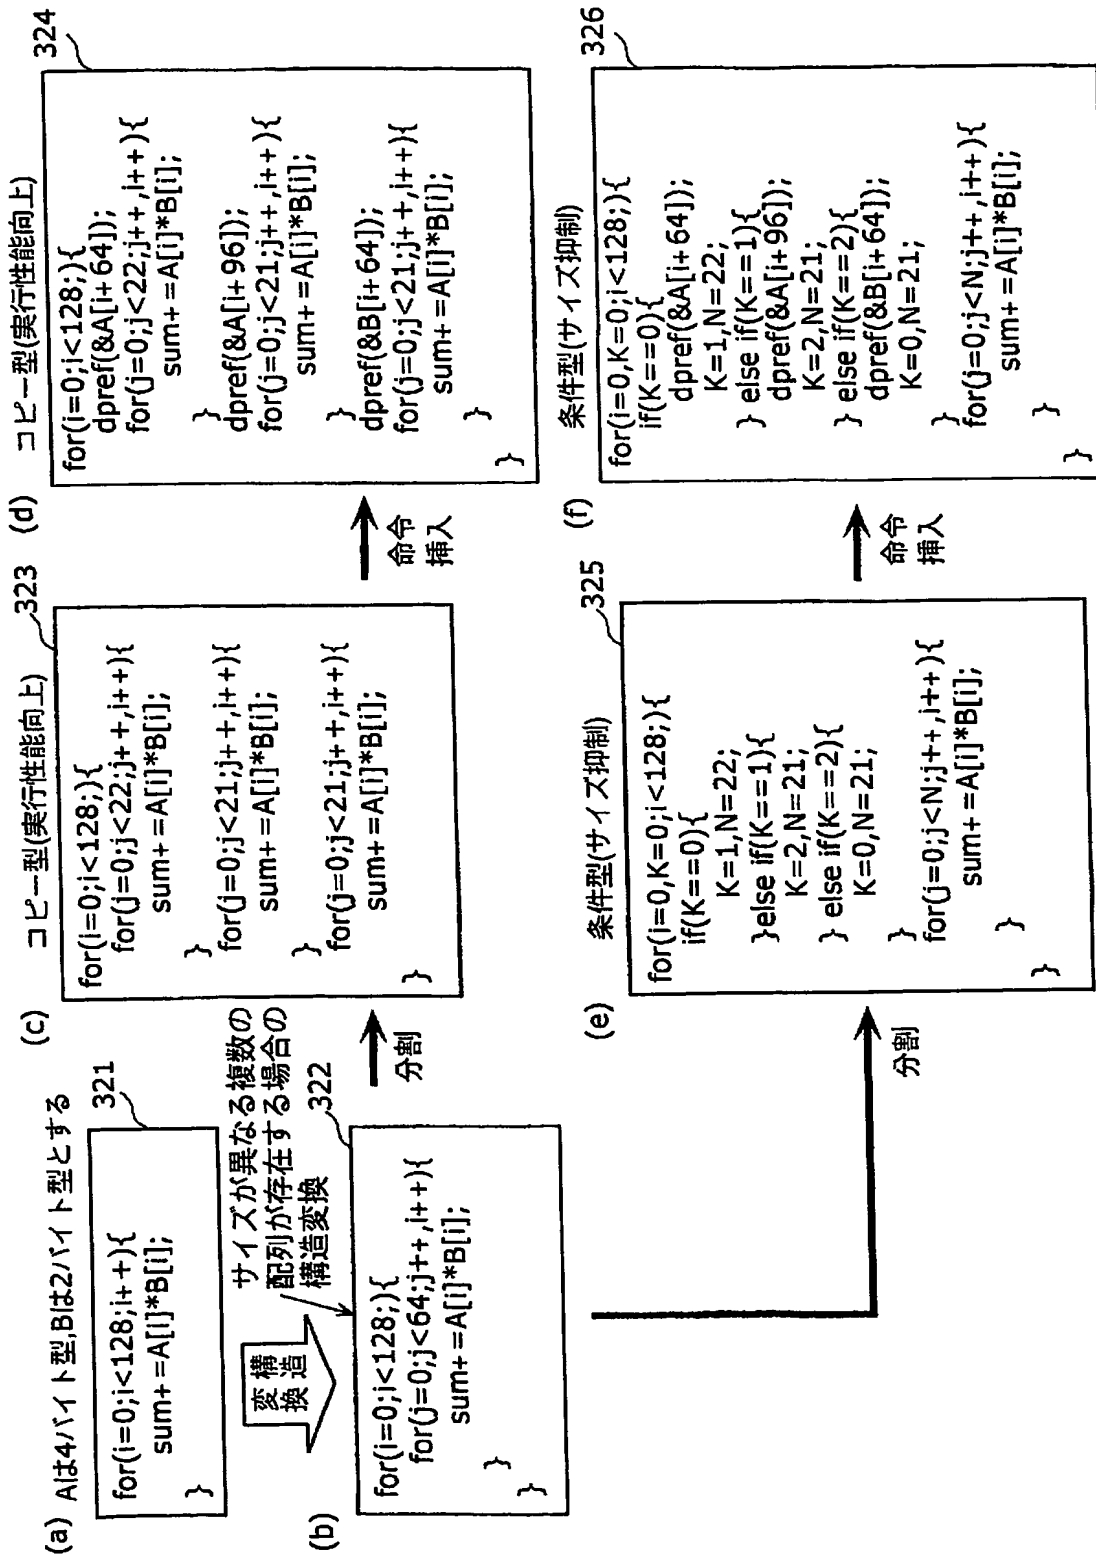 (a) Aは4バイト型,Bは2バイト型とする
321
for(i=0;i<128;i++){
sum+=A[i]*B[i];
}
構造
変換
サイズが異なる複数の
配列が存在する場合の
構造変換
(b)
322
for(i=0;i<128;){
for(j=0;j<64;j++,i++){
sum+=A[i]*B[i];
}
}
分割
(c)
コピー型(実行性能向上)
323
for(i=0;i<128;){
for(j=0;j<22;j++,i++){
sum+=A[i]*B[i];
}
for(j=0;j<21;j++,i++){
sum+=A[i]*B[i];
}
for(j=0;j<21;j++,i++){
sum+=A[i]*B[i];
}
}
命令
挿入
(d)
コピー型(実行性能向上)
324
for(i=0;i<128;){
dpref(&A[i+64]);
for(j=0;j<22;j++,i++){
sum+=A[i]*B[i];
}
dpref(&A[i+96]);
for(j=0;j<21;j++,i++){
sum+=A[i]*B[i];
}
dpref(&B[i+64]);
for(j=0;j<21;j++,i++){
sum+=A[i]*B[i];
}
}
分割
(e)
条件型(サイズ抑制)
325
for(i=0,K=0;i<128;){
if(K==0){
K=1,N=22;
}else if(K==1){
K=2,N=21;
} else if(K==2){
K=0,N=21;
}
for(j=0;j<N;j++,i++){
sum+=A[i]*B[i];
}
}
命令
挿入
(f)
条件型(サイズ抑制)
326
for(i=0,K=0;i<128;){
if(K==0){
dpref(&A[i+64]);
K=1,N=22;
} else if(K==1){
dpref(&A[i+96]);
K=2,N=21;
} else if(K==2){
dpref(&B[i+64]);
K=0,N=21;
}
for(j=0;j<N;j++,i++){
sum+=A[i]*B[i];
}
}